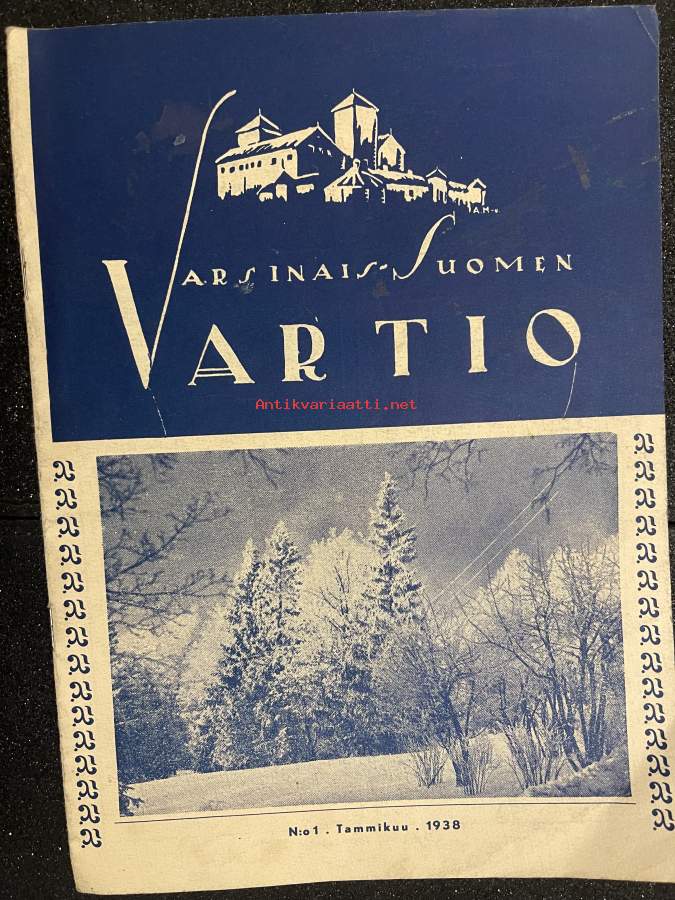 VARSINAIS-SUOMEN
VARTIO
Antikvariaatti.net
N:o 1 . Tammikuu . 1938